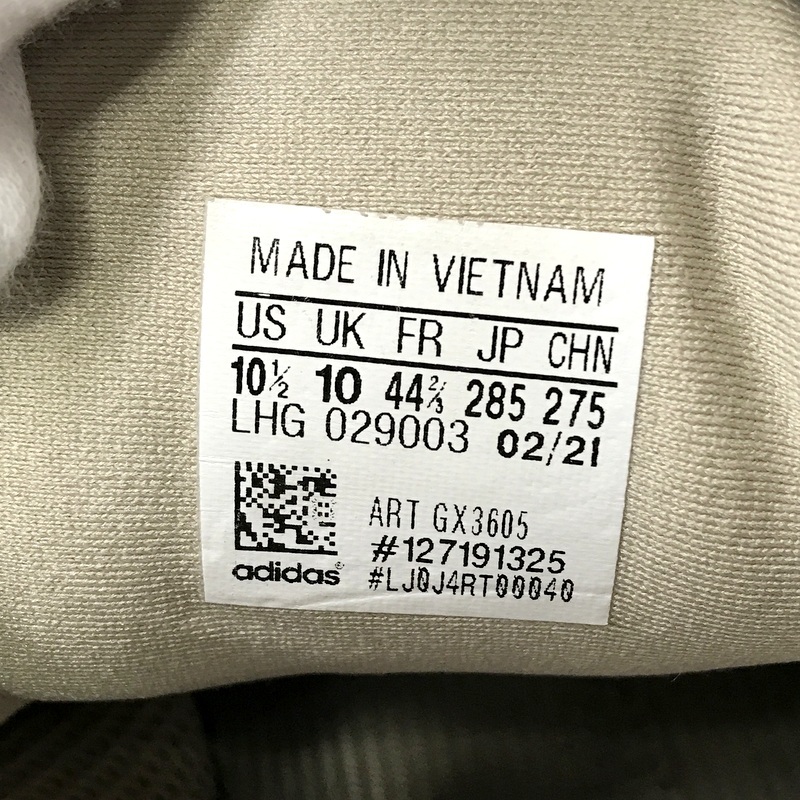 MADE IN VIETNAM
US UK FR JP CHN
10½ 10 44⅔ 285 275
LHG 029003 02/21
ART GX3605
#127191325
adidas® #LJ0J4RT00040